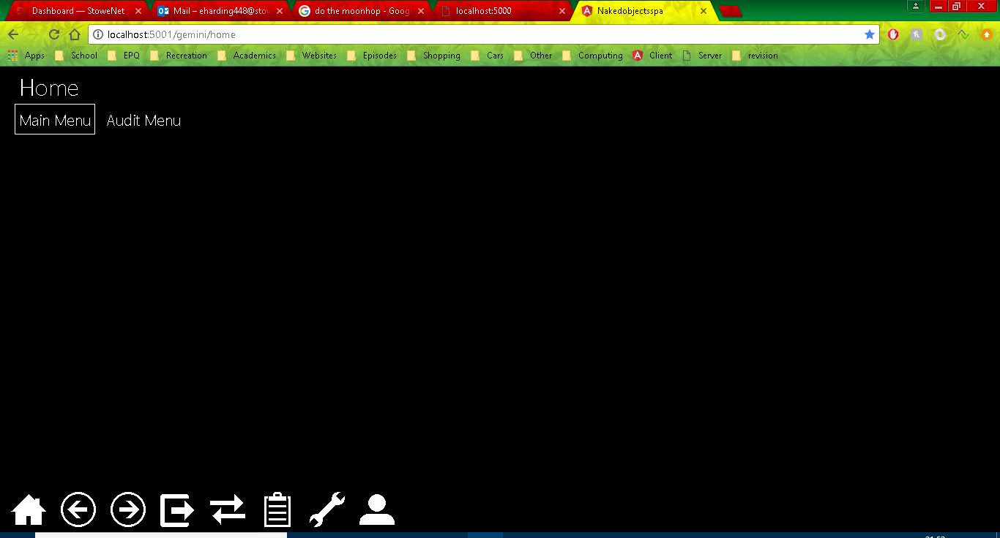 Dashboard — StoweNet
Mail – eharding448@stov
do the moonhop - Goog
localhost:5000
Nakedobjectsspa
localhost:5001/gemini/home
Apps School EPQ Recreation Academics Websites Episodes Shopping Cars Other Computing Client Server revision
Home
Main Menu Audit Menu